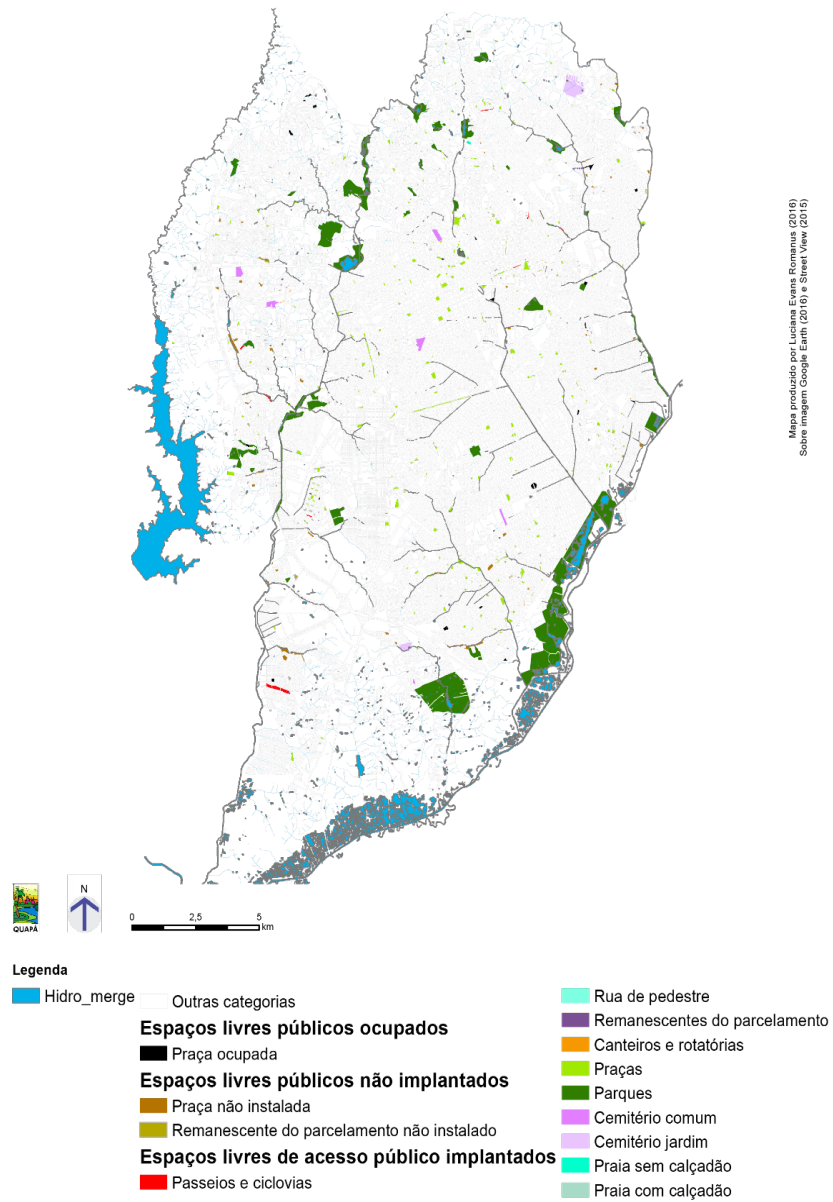 Mapa produzido por Luciana Evans Romanus (2016)
Sobre imagem Google Earth (2016) e Street View (2015)
QUAPÁ
N
0 2,5 5
km
Legenda
Hidro_merge
Outras categorias
Espaços livres públicos ocupados
Praça ocupada
Espaços livres públicos não implantados
Praça não instalada
Remanescente do parcelamento não instalado
Espaços livres de acesso público implantados
Passeios e ciclovias
Rua de pedestre
Remanescentes do parcelamento
Canteiros e rotatórias
Praças
Parques
Cemitério comum
Cemitério jardim
Praia sem calçadão
Praia com calçadão